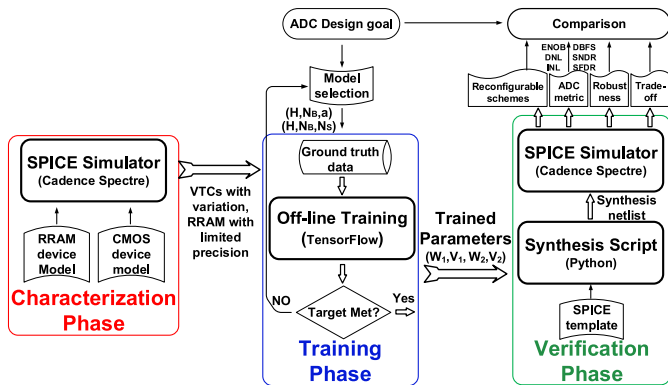 ADC Design goal
Comparison
ENOB
DNL
INL
DBFS
SNDR
SFDR
Model
selection
Reconfigurable
schemes
ADC
metric
Robust
ness
Trade-
off
(H,NB,a)
(H,NB,NS)
SPICE Simulator
(Cadence Spectre)
RRAM
device
Model
CMOS
device
model
Characterization
Phase
VTCs with
variation,
RRAM with
limited
precision
Ground truth
data
Off-line Training
(TensorFlow)
NO
Target Met?
Yes
Training
Phase
Trained
Parameters
(W1,V1, W2,V2)
SPICE Simulator
(Cadence Spectre)
Synthesis
netlist
Synthesis Script
(Python)
SPICE
template
Verification
Phase